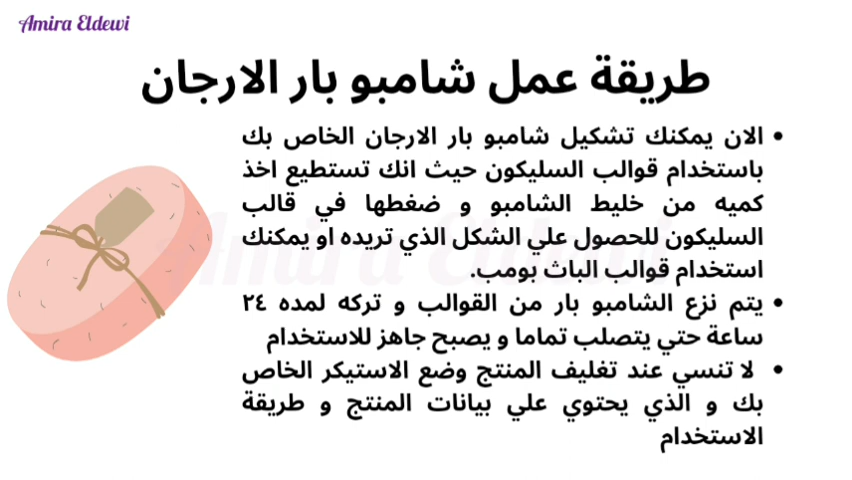 Amira Eldewi
طريقة عمل شامبو بار الارجان
• الان يمكنك تشكيل شامبو بار الارجان الخاص بك
باستخدام قوالب السليكون حيث انك تستطيع اخذ
كميه من خليط الشامبو و ضغطها في قالب
السليكون للحصول علي الشكل الذي تريده او يمكنك
استخدام قوالب الباث بومب.
• يتم نزع الشامبو بار من القوالب و تركه لمده ٢٤
ساعة حتي يتصلب تماما و يصبح جاهز للاستخدام
• لا تنسي عند تغليف المنتج وضع الاستيكر الخاص
بك و الذي يحتوي علي بيانات المنتج و طريقة
الاستخدام